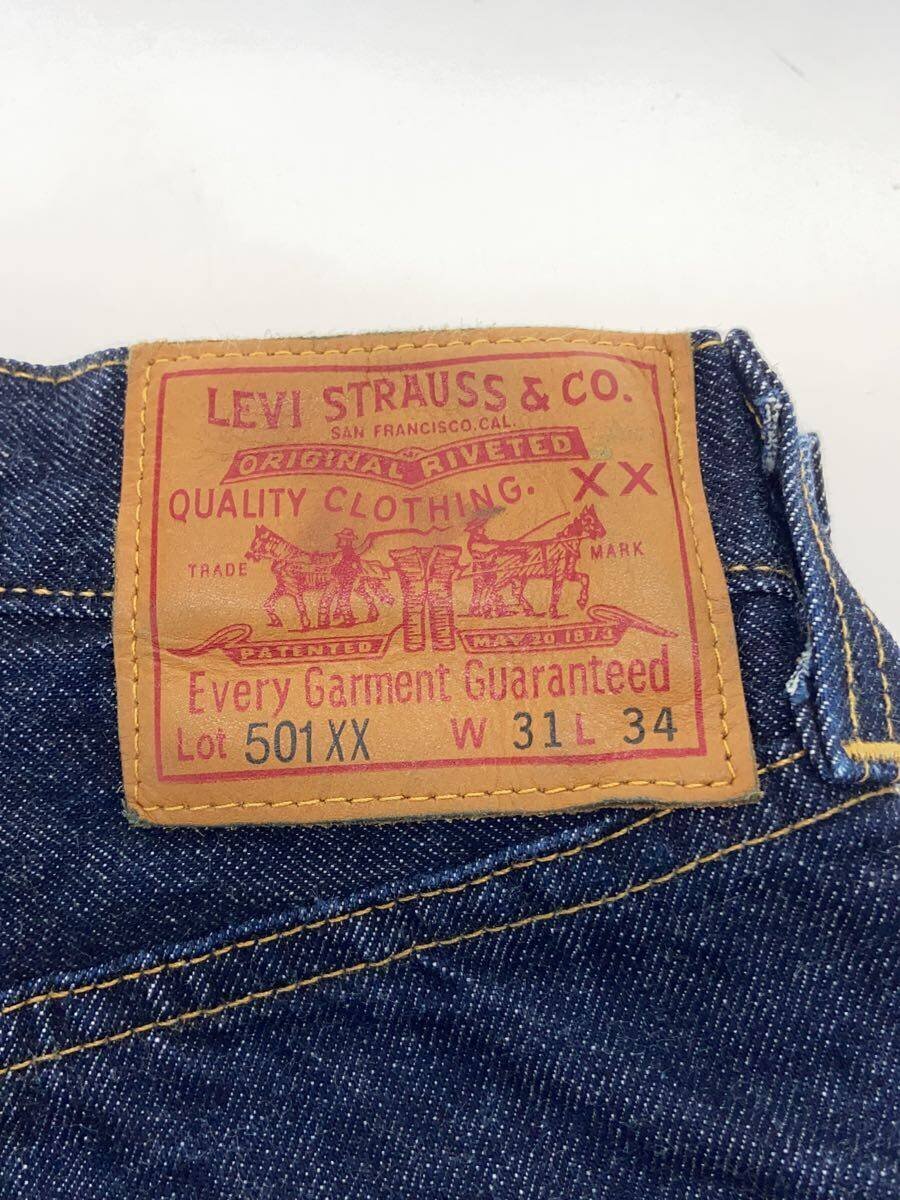 LEVI STRAUSS & CO.
SAN FRANCISCO, CAL.
ORIGINAL RIVETED
QUALITY CLOTHING. XX
TRADE MARK
PATENTED MAY 20 1873
Every Garment Guaranteed
Lot 501XX W 31 L 34